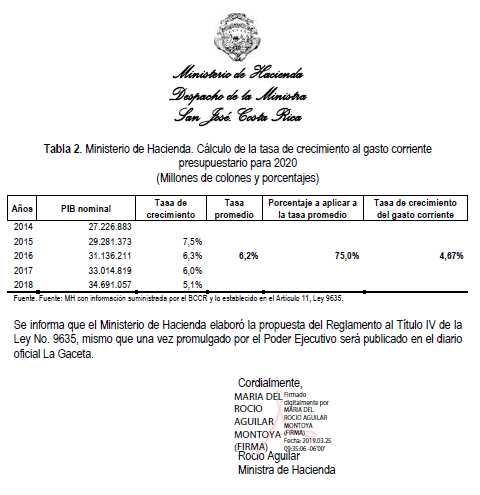 Ministerio de Hacienda
Despacho de la Ministra
San José. Costa Rica
Tabla 2. Ministerio de Hacienda. Cálculo de la tasa de crecimiento al gasto corriente
presupuestario para 2020
(Millones de colones y porcentajes)
Años PIB nominal Tasa de crecimiento Tasa promedio Porcentaje a aplicar a la tasa promedio Tasa de crecimiento del gasto corriente
2014 27.226.883
2015 29.281.373 7,5%
2016 31.136.211 6,3% 6,2% 75,0% 4,67%
2017 33.014.819 6,0%
2018 34.691.057 5,1%
Fuente. Fuente: MH con información suministrada por el BCCR y lo establecido en el Artículo 11, Ley 9635.
Se informa que el Ministerio de Hacienda elaboró la propuesta del Reglamento al Título IV de la
Ley No. 9635, mismo que una vez promulgado por el Poder Ejecutivo será publicado en el diario
oficial La Gaceta.
Cordialmente,
MARIA DEL
ROCIO
AGUILAR
MONTOYA
(FIRMA)
Firmado
digitalmente por
MARIA DEL
ROCIO AGUILAR
MONTOYA
(FIRMA)
Fecha: 2019.03.25
09:35:06 -06'00'
Rocío Aguilar
Ministra de Hacienda